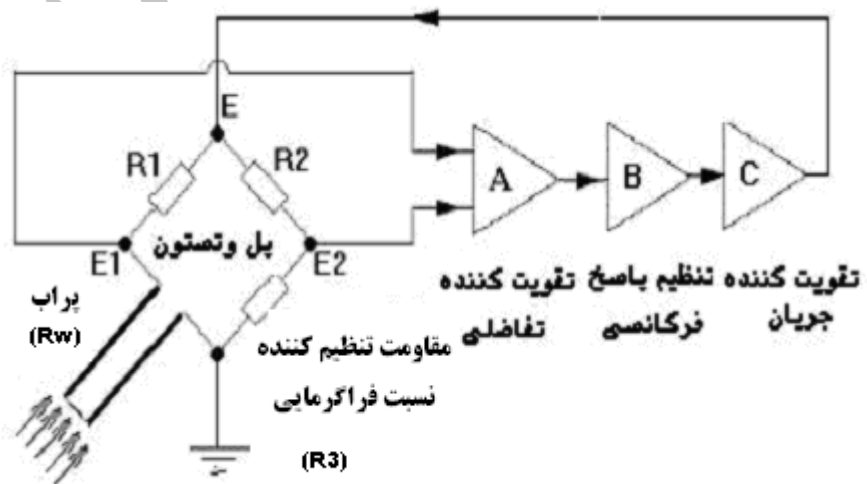 E
R1
R2
A
B
C
E1
E2
پل وتستون
پراب
(Rw)
مقاومت تنظیم کننده
نسبت فراگرمایی
(R3)
تقویت کننده
تفاضلی
تنظیم پاسخ
فرکانسی
تقویت کننده
جریان